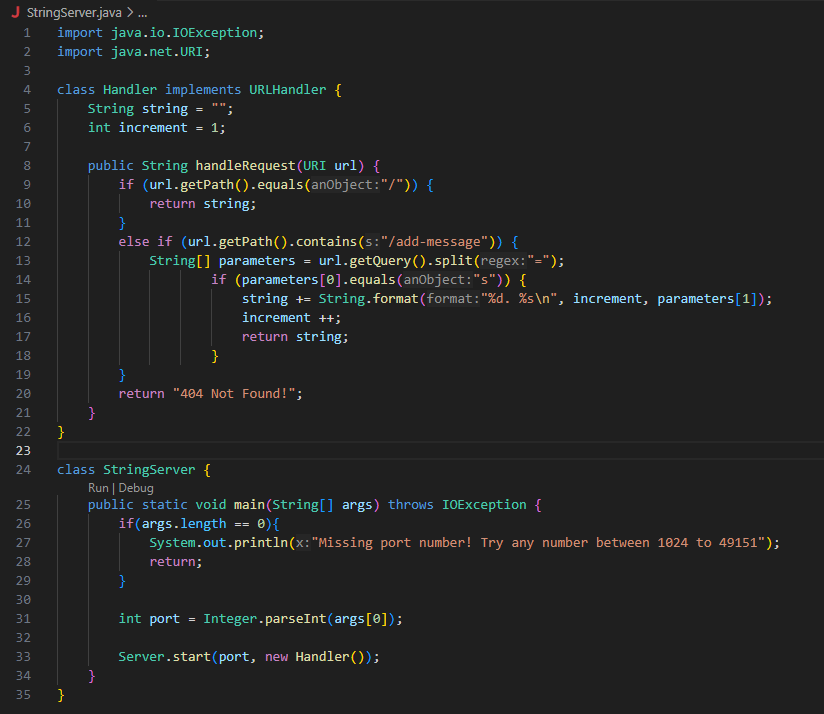 J StringServer.java > ...
1 import java.io.IOException;
2 import java.net.URI;
3
4 class Handler implements URLHandler {
5     String string = "";
6     int increment = 1;
7
8     public String handleRequest(URI url) {
9         if (url.getPath().equals(anObject:"/")) {
10             return string;
11         }
12         else if (url.getPath().contains(s:"/add-message")) {
13             String[] parameters = url.getQuery().split(regex:"=");
14                     if (parameters[0].equals(anObject:"s")) {
15                         string += String.format(format:"%d. %s\n", increment, parameters[1]);
16                         increment ++;
17                         return string;
18                     }
19         }
20         return "404 Not Found!";
21     }
22 }
23
24 class StringServer {
Run | Debug
25     public static void main(String[] args) throws IOException {
26         if(args.length == 0){
27             System.out.println(x:"Missing port number! Try any number between 1024 to 49151");
28             return;
29         }
30
31         int port = Integer.parseInt(args[0]);
32
33         Server.start(port, new Handler());
34     }
35 }